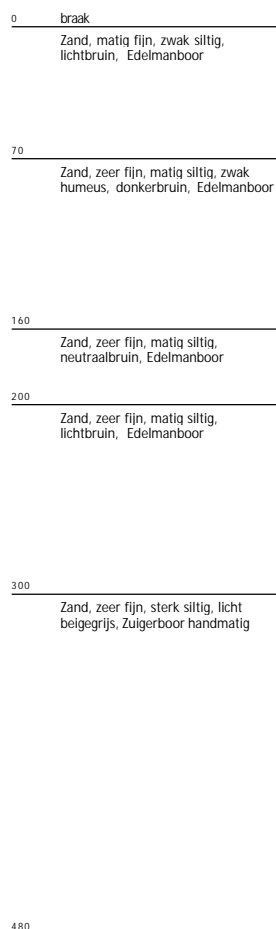 0 braak
Zand, matig fijn, zwak siltig,
lichtbruin, Edelmanboor
70
Zand, zeer fijn, matig siltig, zwak
humeus, donkerbruin, Edelmanboor
160
Zand, zeer fijn, matig siltig,
neutraalbruin, Edelmanboor
200
Zand, zeer fijn, matig siltig,
lichtbruin, Edelmanboor
300
Zand, zeer fijn, sterk siltig, licht
beigegrijs, Zuigerboor handmatig
480